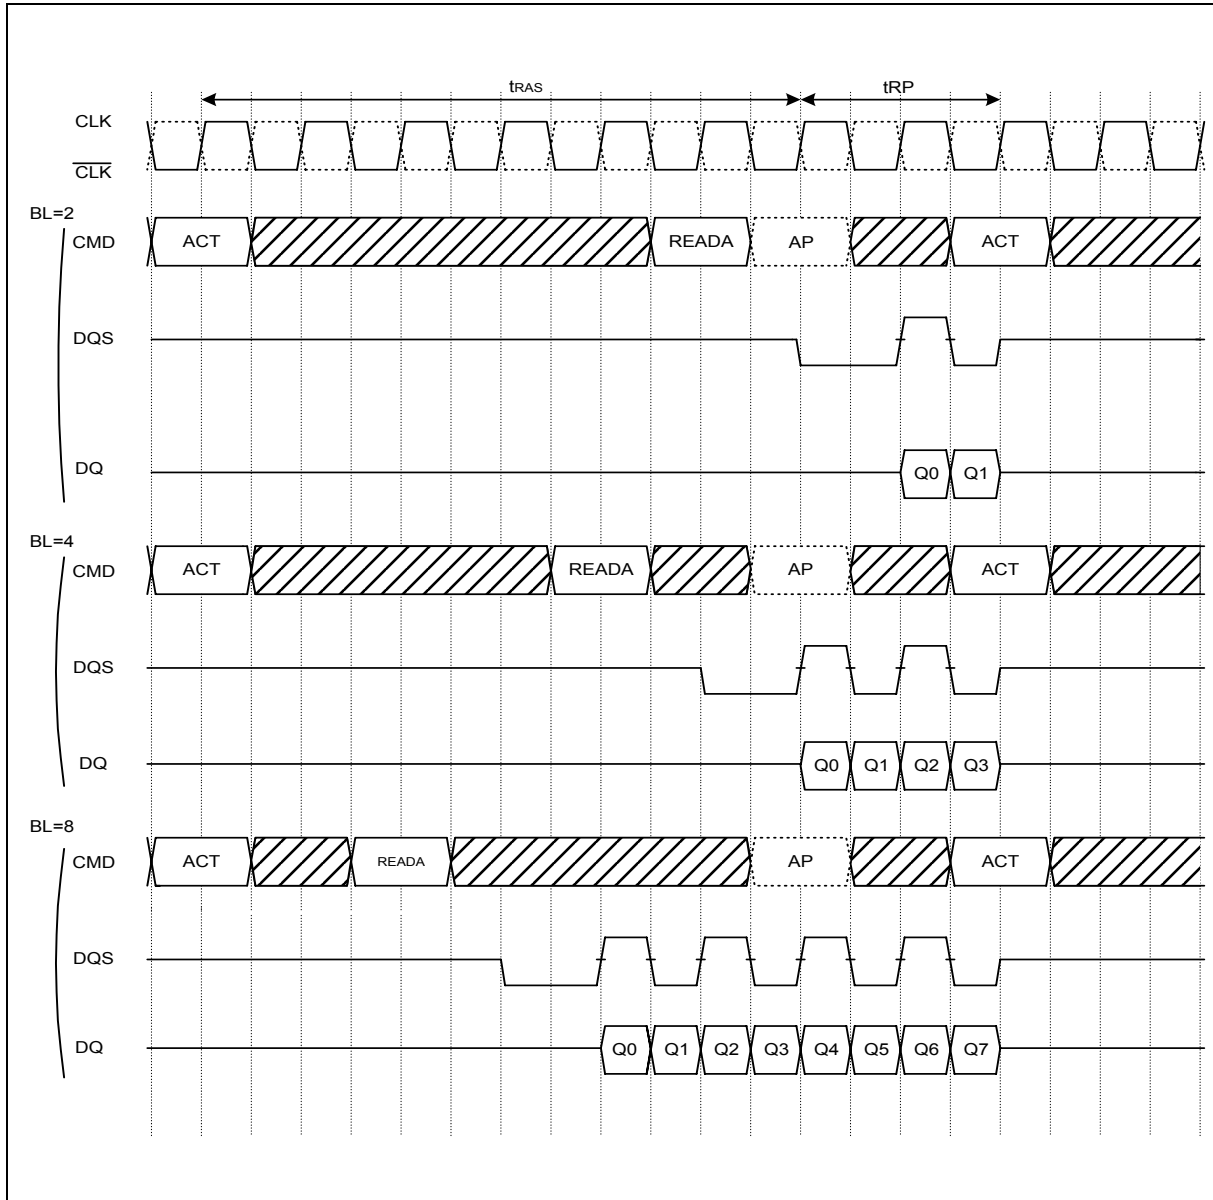 tRAS tRP
CLK
CLK
BL=2
CMD ACT READA AP ACT
DQS
DQ Q0 Q1
BL=4
CMD ACT READA AP ACT
DQS
DQ Q0 Q1 Q2 Q3
BL=8
CMD ACT READA AP ACT
DQS
DQ Q0 Q1 Q2 Q3 Q4 Q5 Q6 Q7